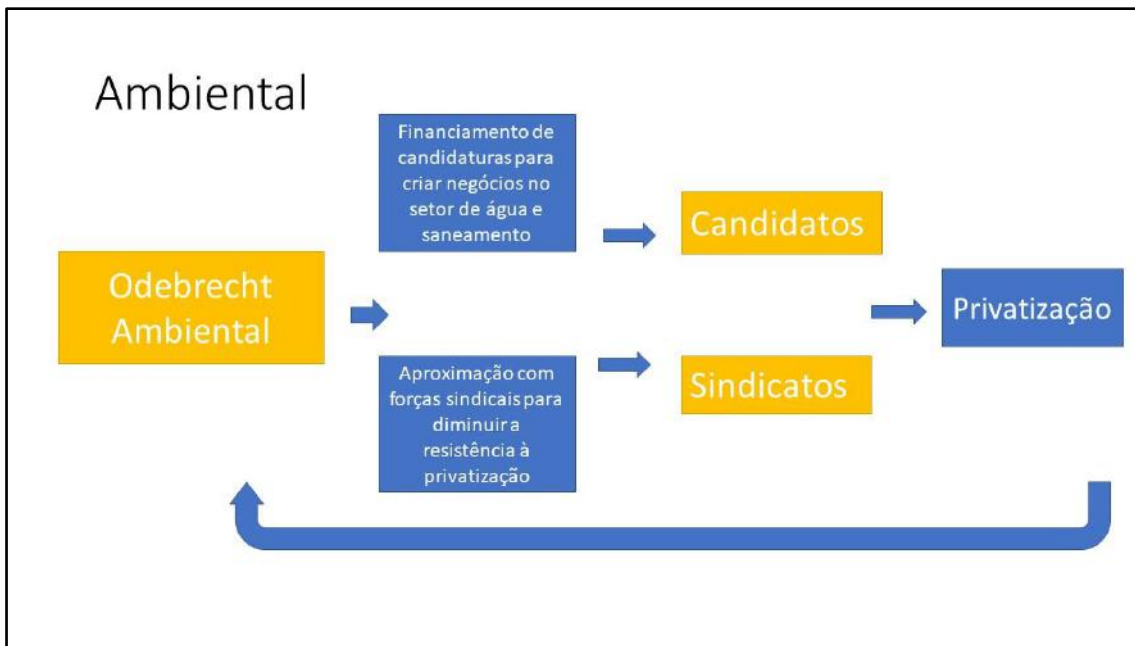 Ambiental
Financiamento de
candidaturas para
criar negócios no
setor de água e
saneamento
Candidatos
Odebrecht
Ambiental
Privatização
Aproximação com
forças sindicais para
diminuir a
resistência à
privatização
Sindicatos